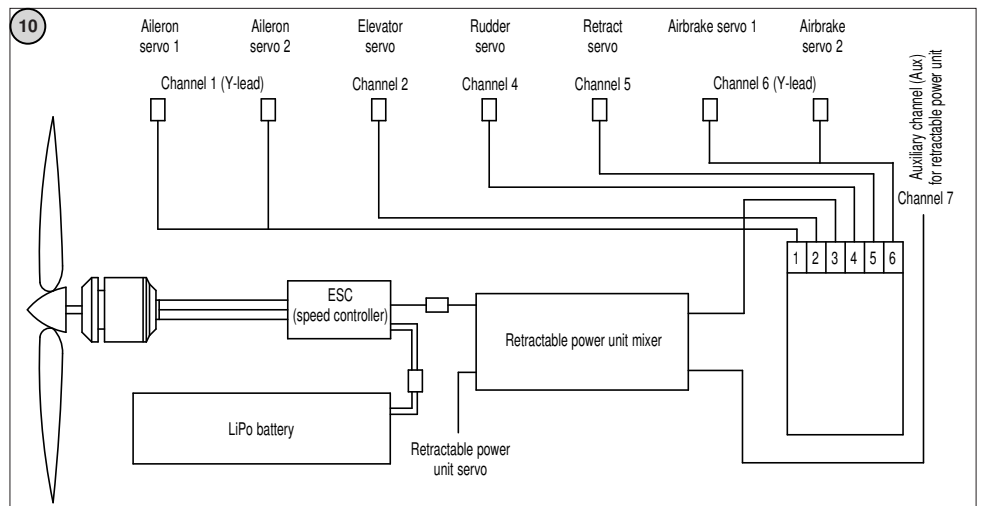 10
Aileron
servo 1
Aileron
servo 2
Elevator
servo
Rudder
servo
Retract
servo
Airbrake servo 1
Airbrake
servo 2
Channel 1 (Y-lead)
Channel 2
Channel 4
Channel 5
Channel 6 (Y-lead)
Auxiliary channel (Aux)
for retractable power unit
Channel 7
1 2 3 4 5 6
ESC
(speed controller)
Retractable power unit mixer
LiPo battery
Retractable power
unit servo